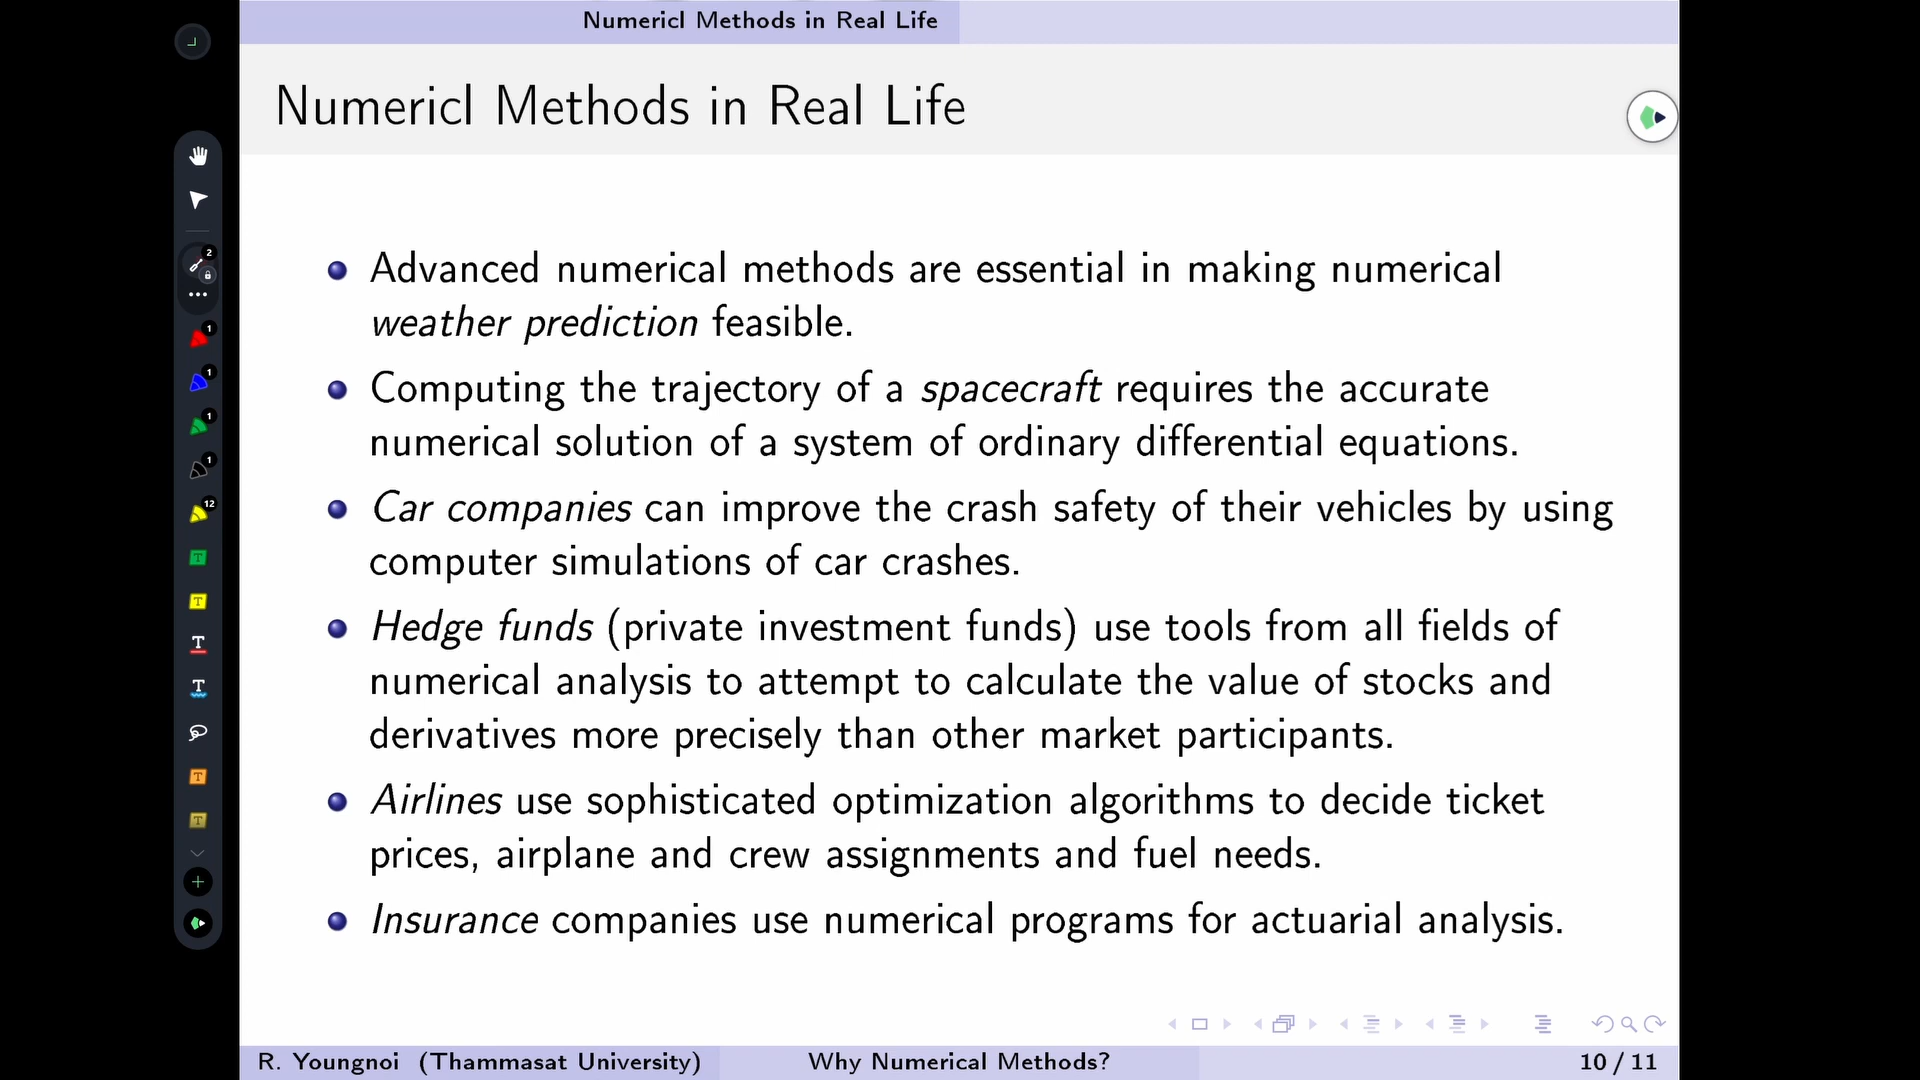 Numericl Methods in Real Life
Numericl Methods in Real Life
Advanced numerical methods are essential in making numerical
weather prediction feasible.
Computing the trajectory of a spacecraft requires the accurate
numerical solution of a system of ordinary differential equations.
Car companies can improve the crash safety of their vehicles by using
computer simulations of car crashes.
Hedge funds (private investment funds) use tools from all fields of
numerical analysis to attempt to calculate the value of stocks and
derivatives more precisely than other market participants.
Airlines use sophisticated optimization algorithms to decide ticket
prices, airplane and crew assignments and fuel needs.
Insurance companies use numerical programs for actuarial analysis.
R. Youngnoi (Thammasat University)
Why Numerical Methods?
10 / 11
2
1
1
1
1
12
T
T
T
T
T
T